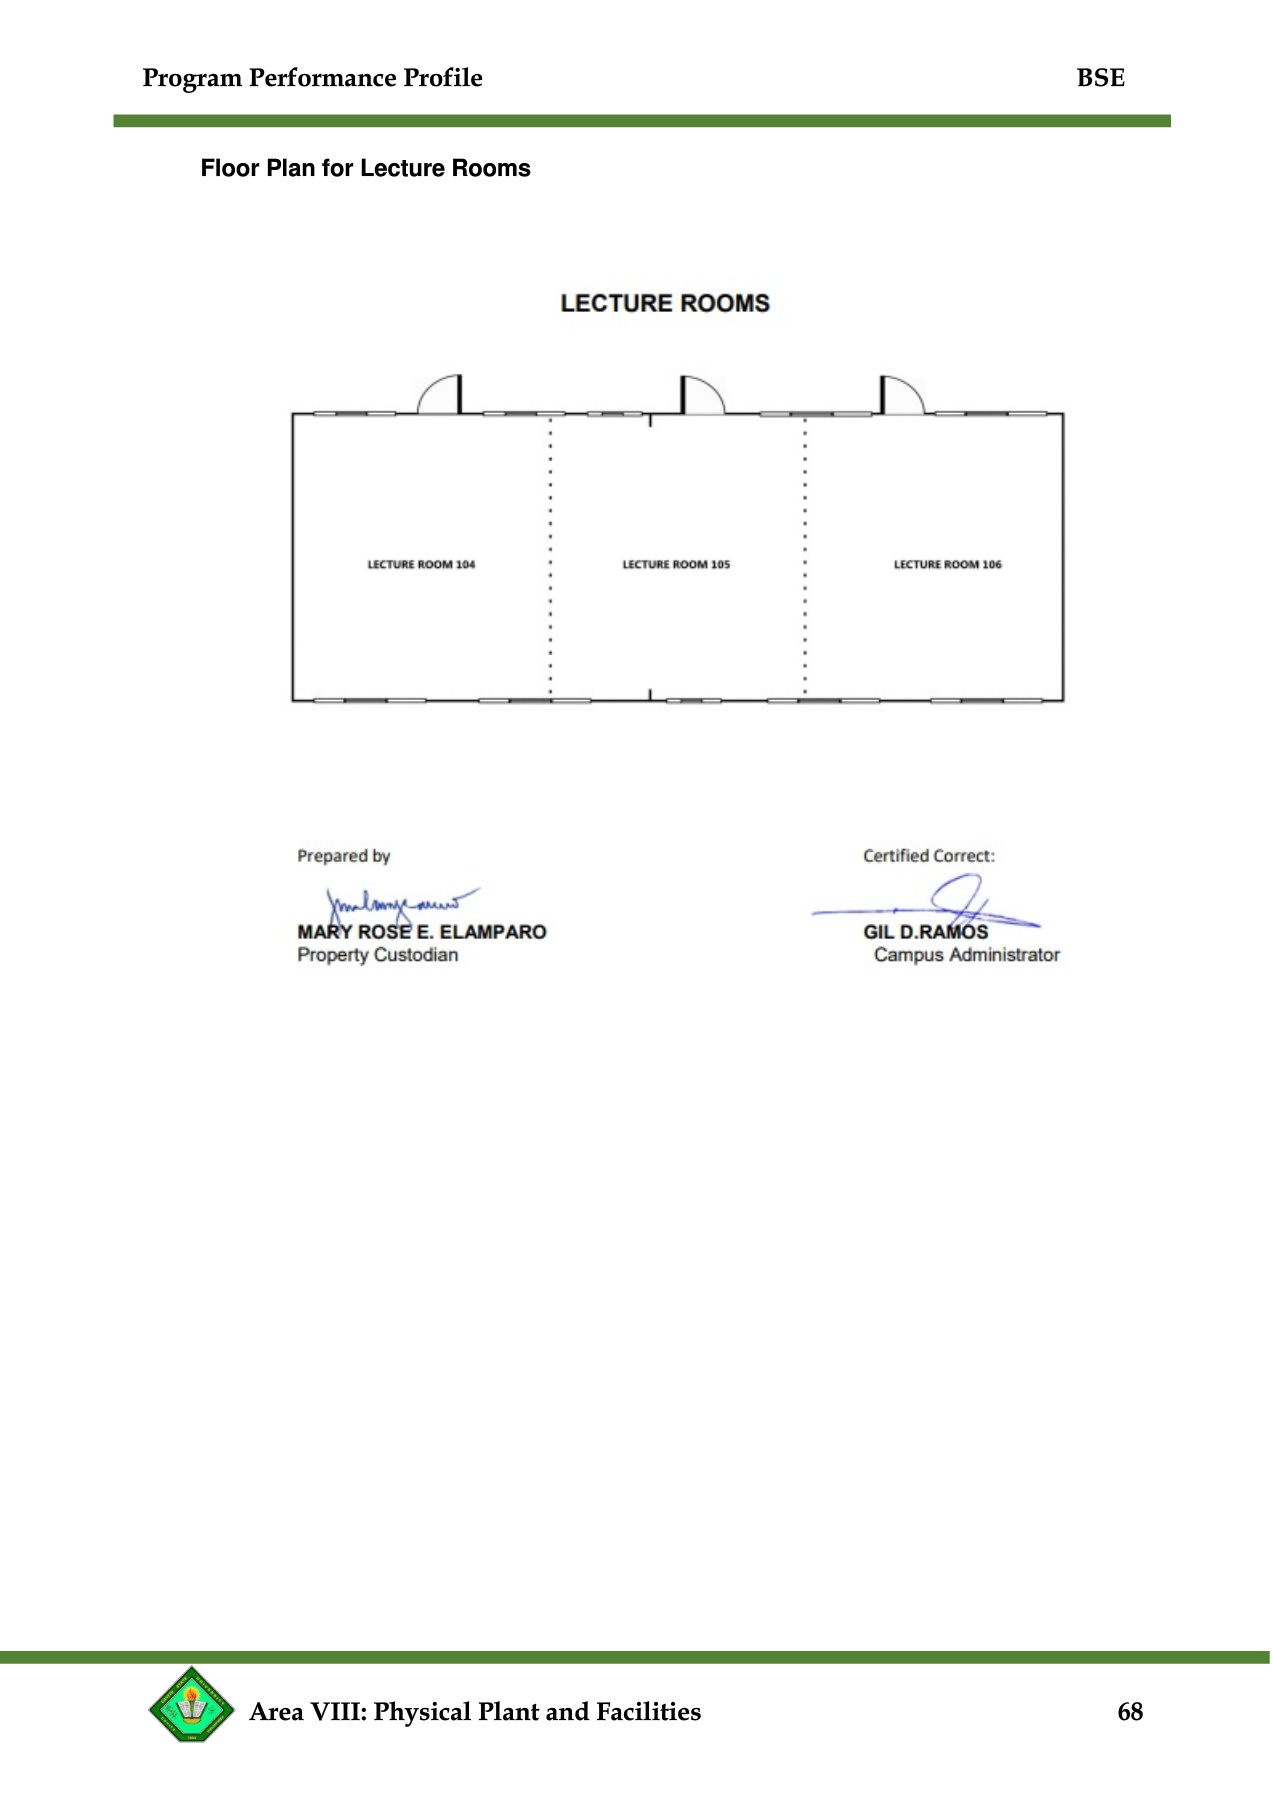 Program Performance Profile BSE
Floor Plan for Lecture Rooms
LECTURE ROOMS
LECTURE ROOM 104 LECTURE ROOM 105 LECTURE ROOM 106
Prepared by Certified Correct:
MARY ROSE E. ELAMPARO GIL D.RAMOS
Property Custodian Campus Administrator
Area VIII: Physical Plant and Facilities 68